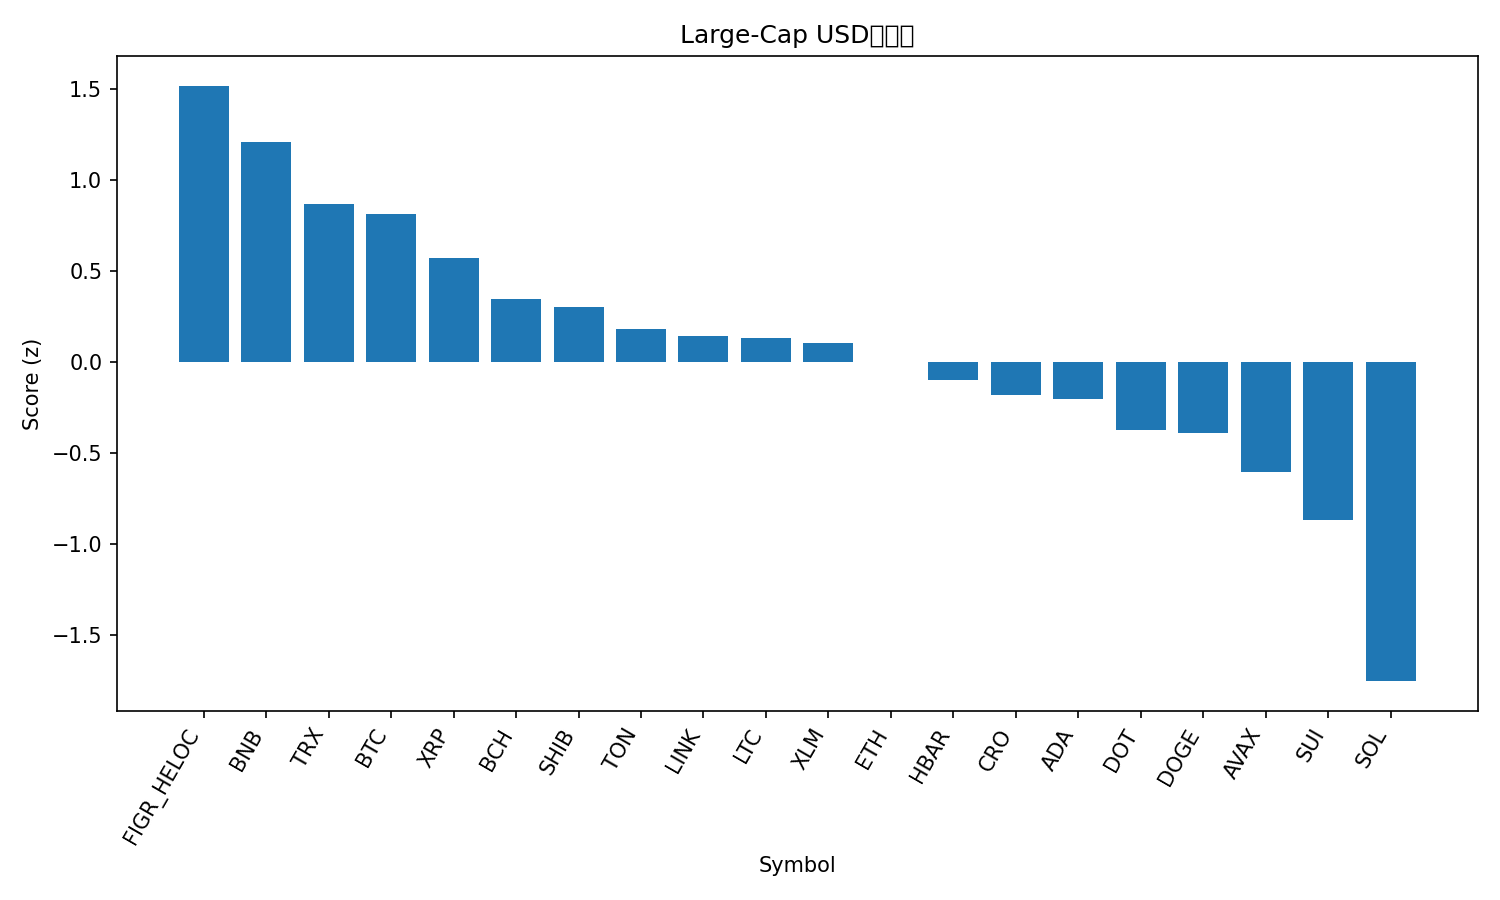 Large-Cap USD
Score (z)
1.5
1.0
0.5
0.0
−0.5
−1.0
−1.5
FIGR_HELOC
BNB
TRX
BTC
XRP
BCH
SHIB
TON
LINK
LTC
XLM
ETH
HBAR
CRO
ADA
DOT
DOGE
AVAX
SUI
SOL
Symbol